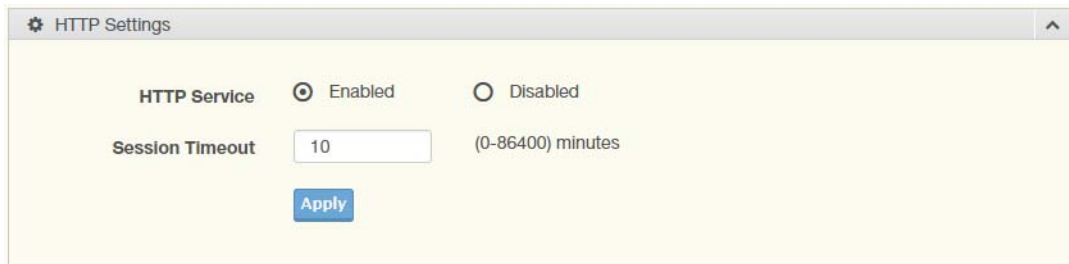 HTTP Settings
HTTP Service Enabled Disabled
Session Timeout 10 (0-86400) minutes
Apply